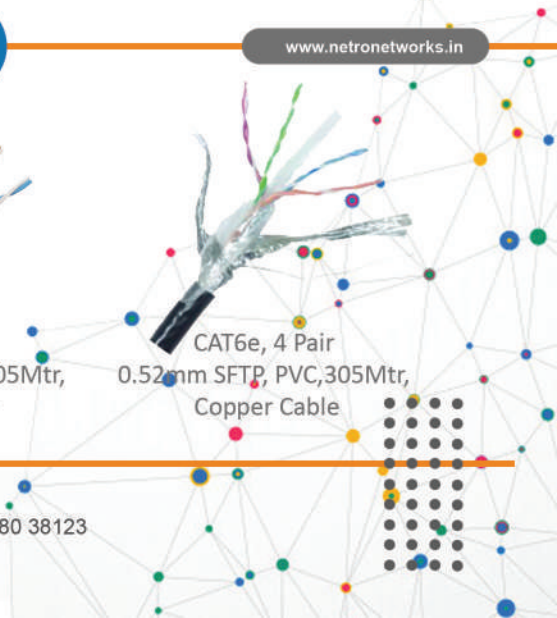 www.netronetworks.in
05Mtr,
CAT6e, 4 Pair
0.52mm SFTP, PVC,305Mtr,
Copper Cable
80 38123